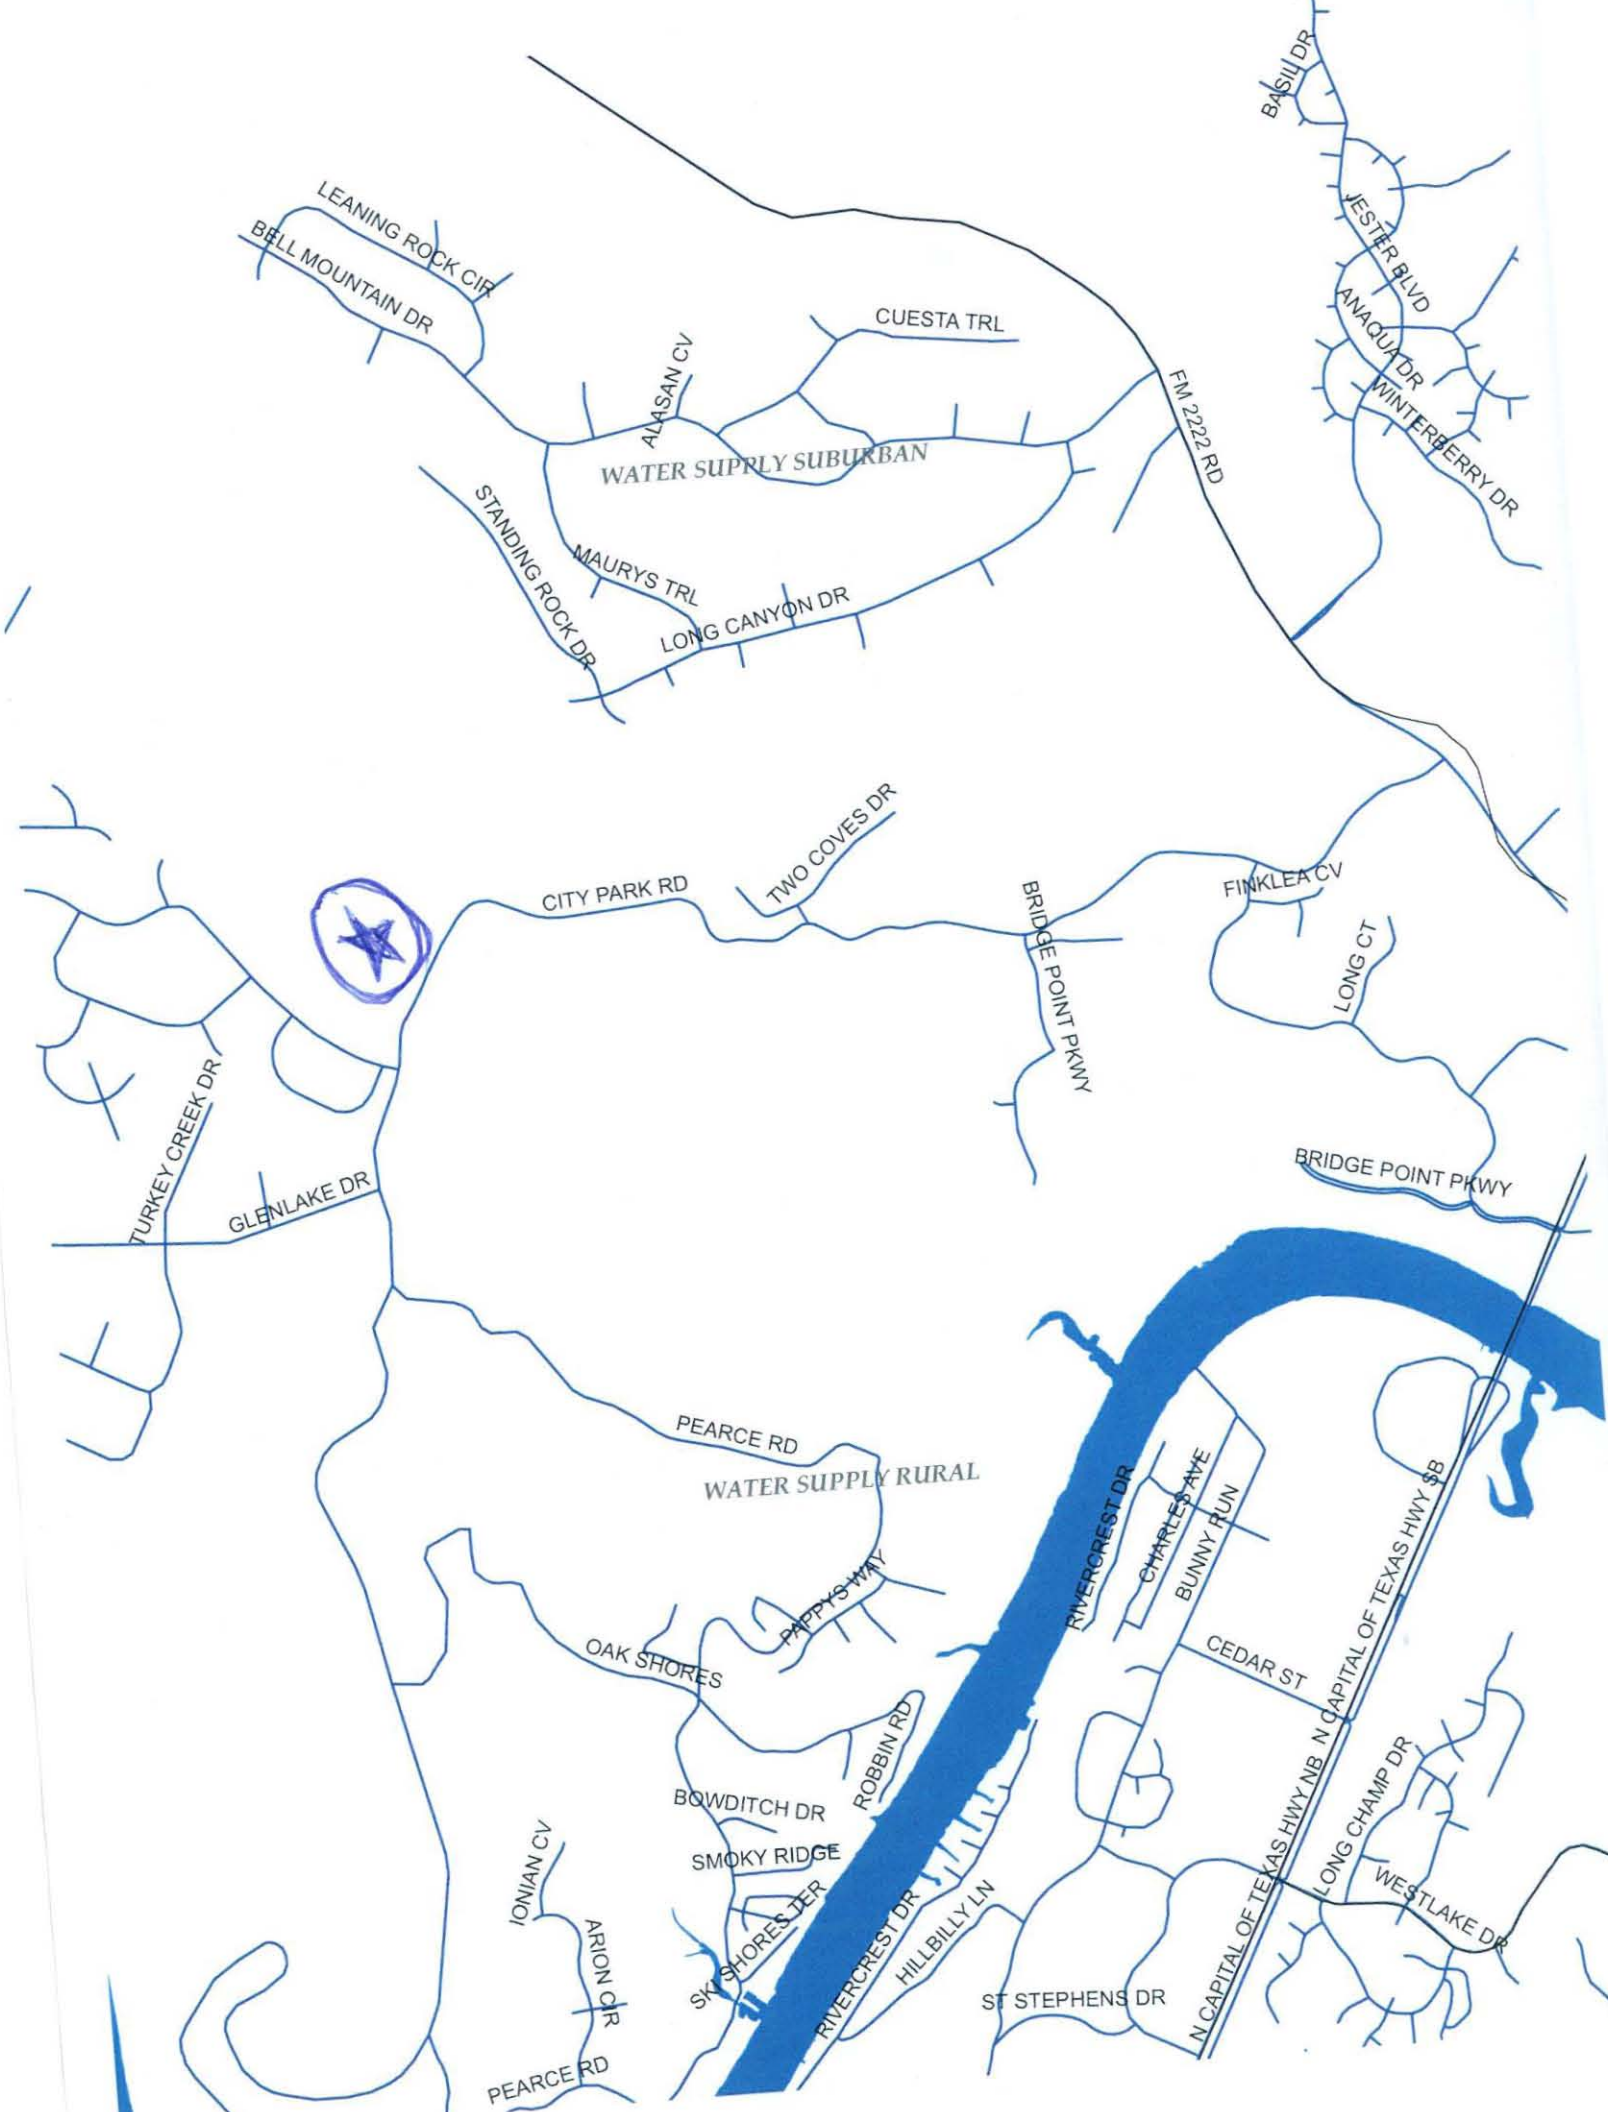 BASIL DR
LEANING ROCK CIR
BELL MOUNTAIN DR
JESTER BLVD
ANAQUA DR
CUESTA TRL
ALASAN CV
FM 2222 RD
WINTERBERRY DR
WATER SUPPLY SUBURBAN
STANDING ROCK DR
MAURYS TRL
LONG CANYON DR
TWO COVES DR
CITY PARK RD
FINKLEA CV
BRIDGE POINT PKWY
LONG CT
TURKEY CREEK DR
GLENLAKE DR
BRIDGE POINT PKWY
PEARCE RD
WATER SUPPLY RURAL
RIVERCREST DR
CHARLES AVE
BUNNY RUN
N CAPITAL OF TEXAS HWY SB
PAPPYS WAY
OAK SHORES
CEDAR ST
ROBBIN RD
BOWDITCH DR
SMOKY RIDGE
IONIAN CV
ARION CIR
SKI SHORES TER
RIVERCREST DR
HILLBILLY LN
LONG CHAMP DR
WESTLAKE DR
N CAPITAL OF TEXAS HWY NB
ST STEPHENS DR
PEARCE RD